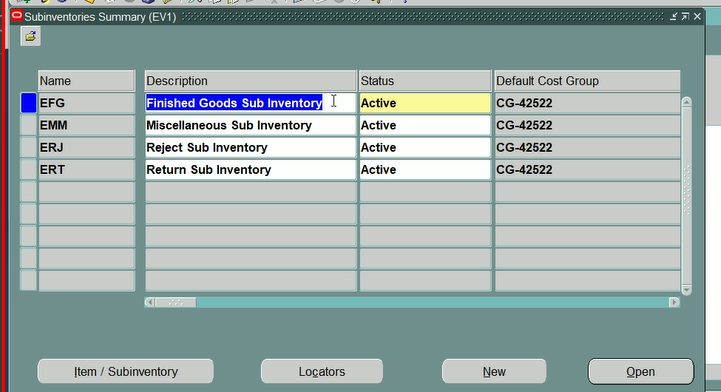 Subinventories Summary (EV1)
Name Description Status Default Cost Group
EFG Finished Goods Sub Inventory Active CG-42522
EMM Miscellaneous Sub Inventory Active CG-42522
ERJ Reject Sub Inventory Active CG-42522
ERT Return Sub Inventory Active CG-42522
Item / Subinventory Locators New Open